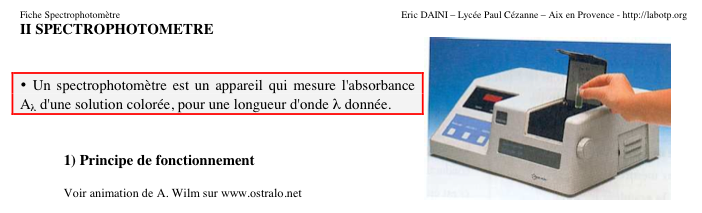 Fiche Spectrophotomètre
Eric DAINI – Lycée Paul Cézanne – Aix en Provence - http://labotp.org
II SPECTROPHOTOMETRE
• Un spectrophotomètre est un appareil qui mesure l'absorbance
Aλ d'une solution colorée, pour une longueur d'onde λ donnée.
1) Principe de fonctionnement
Voir animation de A. Wilm sur www.ostralo.net